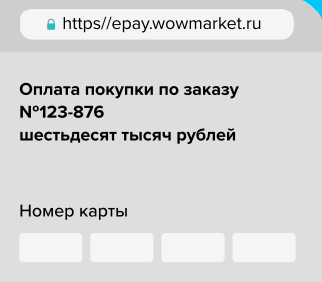 https//epay.wowmarket.ru
Оплата покупки по заказу
№123-876
шестьдесят тысяч рублей
Номер карты